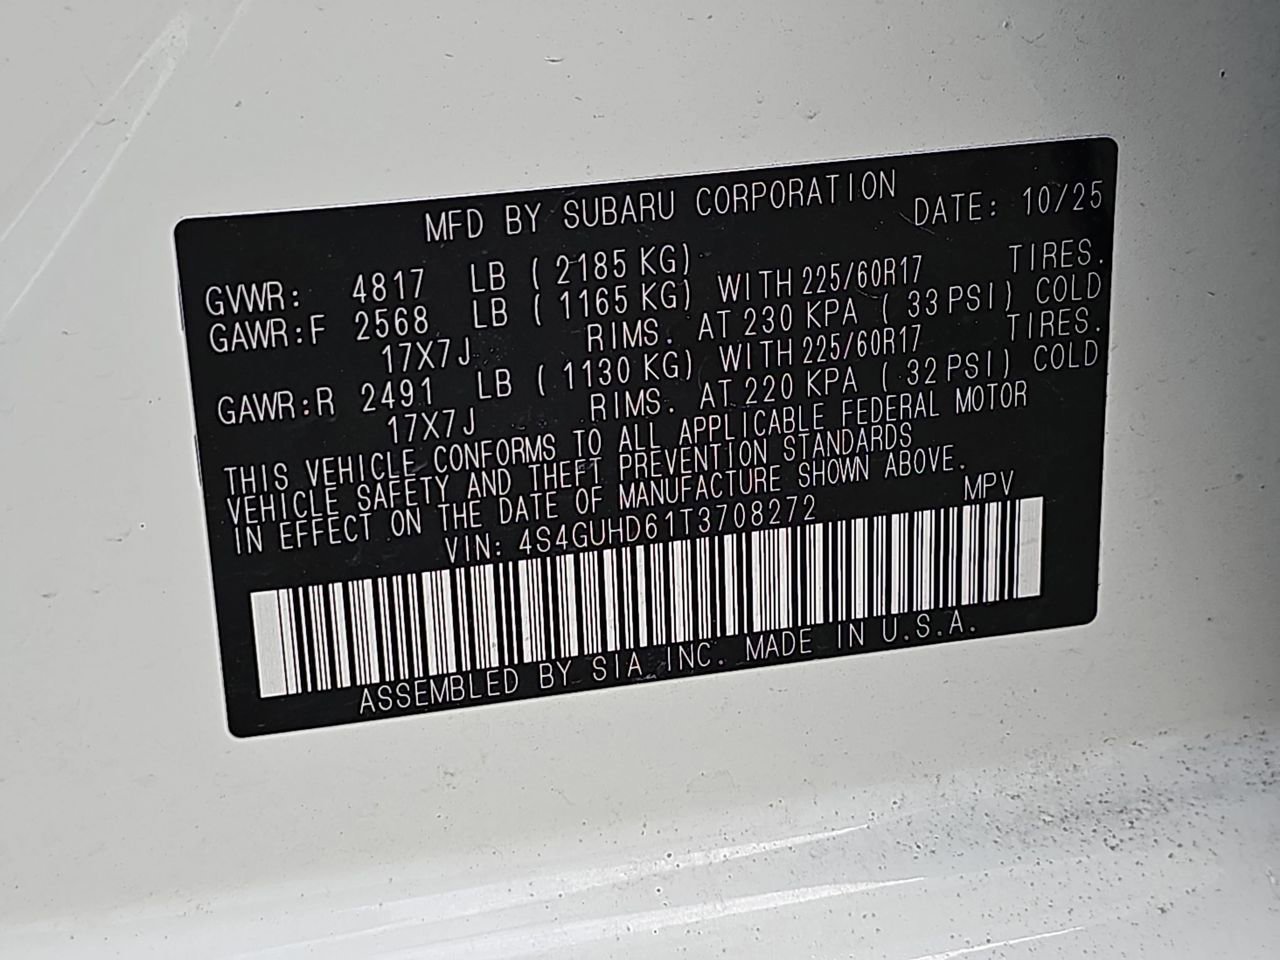 MFD BY SUBARU CORPORATION DATE: 10/25
GVWR: 4817 LB ( 2185 KG)
GAWR:F 2568 LB ( 1165 KG) WITH 225/60R17 TIRES.
17X7J RIMS. AT 230 KPA ( 33 PSI) COLD
GAWR:R 2491 LB ( 1130 KG) WITH 225/60R17 TIRES.
17X7J RIMS. AT 220 KPA ( 32 PSI) COLD
THIS VEHICLE CONFORMS TO ALL APPLICABLE FEDERAL MOTOR
VEHICLE SAFETY AND THEFT PREVENTION STANDARDS
IN EFFECT ON THE DATE OF MANUFACTURE SHOWN ABOVE.
VIN: 4S4GUHD61T3708272 MPV
ASSEMBLED BY SIA INC. MADE IN U.S.A.